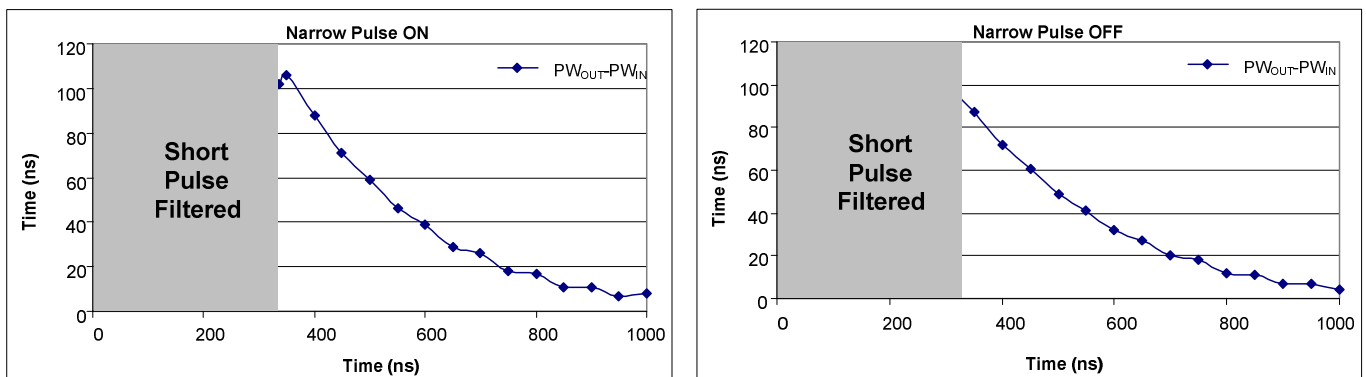 Narrow Pulse ON
120
100
80
60
40
20
0
Time (ns)
Short
Pulse
Filtered
PWOUT-PWIN
0 200 400 600 800 1000
Time (ns)
Narrow Pulse OFF
120
100
80
60
40
20
0
Time (ns)
Short
Pulse
Filtered
PWOUT-PWIN
0 200 400 600 800 1000
Time (ns)